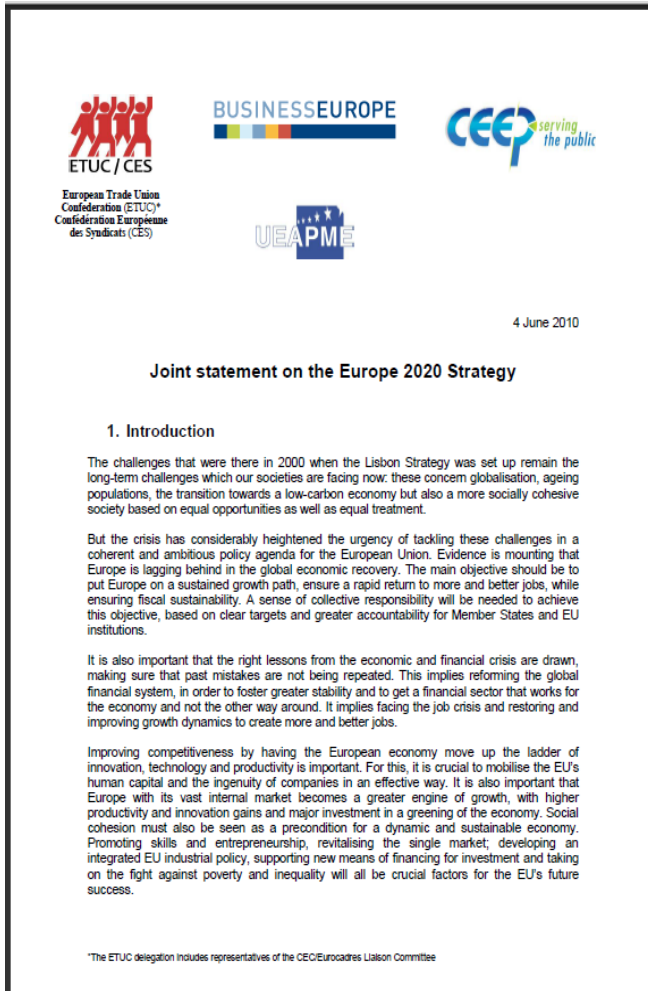 ETUC / CES
European Trade Union
Confederation (ETUC)*
Confédération Européenne
des Syndicats (CES)
BUSINESSEUROPE
CEEP serving
the public
UEAPME
4 June 2010
Joint statement on the Europe 2020 Strategy
1. Introduction
The challenges that were there in 2000 when the Lisbon Strategy was set up remain the
long-term challenges which our societies are facing now: these concern globalisation, ageing
populations, the transition towards a low-carbon economy but also a more socially cohesive
society based on equal opportunities as well as equal treatment.
But the crisis has considerably heightened the urgency of tackling these challenges in a
coherent and ambitious policy agenda for the European Union. Evidence is mounting that
Europe is lagging behind in the global economic recovery. The main objective should be to
put Europe on a sustained growth path, ensure a rapid return to more and better jobs, while
ensuring fiscal sustainability. A sense of collective responsibility will be needed to achieve
this objective, based on clear targets and greater accountability for Member States and EU
institutions.
It is also important that the right lessons from the economic and financial crisis are drawn,
making sure that past mistakes are not being repeated. This implies reforming the global
financial system, in order to foster greater stability and to get a financial sector that works for
the economy and not the other way around. It implies facing the job crisis and restoring and
improving growth dynamics to create more and better jobs.
Improving competitiveness by having the European economy move up the ladder of
innovation, technology and productivity is important. For this, it is crucial to mobilise the EU's
human capital and the ingenuity of companies in an effective way. It is also important that
Europe with its vast internal market becomes a greater engine of growth, with higher
productivity and innovation gains and major investment in a greening of the economy. Social
cohesion must also be seen as a precondition for a dynamic and sustainable economy.
Promoting skills and entrepreneurship, revitalising the single market; developing an
integrated EU industrial policy, supporting new means of financing for investment and taking
on the fight against poverty and inequality will all be crucial factors for the EU's future
success.
*The ETUC delegation includes representatives of the CEC/Eurocadres Liaison Committee